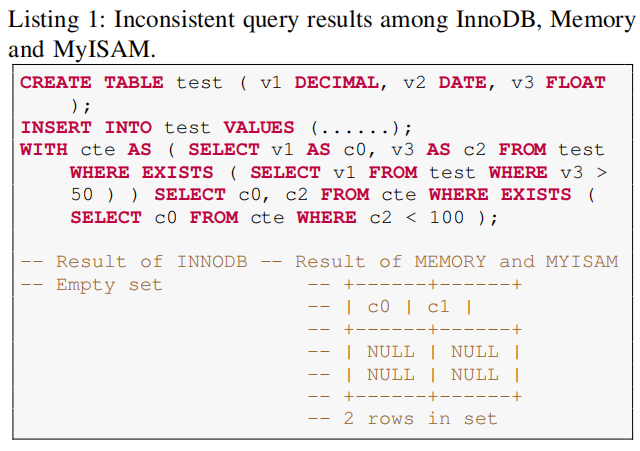 Listing 1: Inconsistent query results among InnoDB, Memory
and MyISAM.
CREATE TABLE test ( v1 DECIMAL, v2 DATE, v3 FLOAT
);
INSERT INTO test VALUES (......);
WITH cte AS ( SELECT v1 AS c0, v3 AS c2 FROM test
WHERE EXISTS ( SELECT v1 FROM test WHERE v3 >
50 ) ) SELECT c0, c2 FROM cte WHERE EXISTS (
SELECT c0 FROM cte WHERE c2 < 100 );
-- Result of INNODB -- Result of MEMORY and MYISAM
-- Empty set -- +------+------+
-- | c0 | c1 |
-- +------+------+
-- | NULL | NULL |
-- | NULL | NULL |
-- +------+------+
-- 2 rows in set